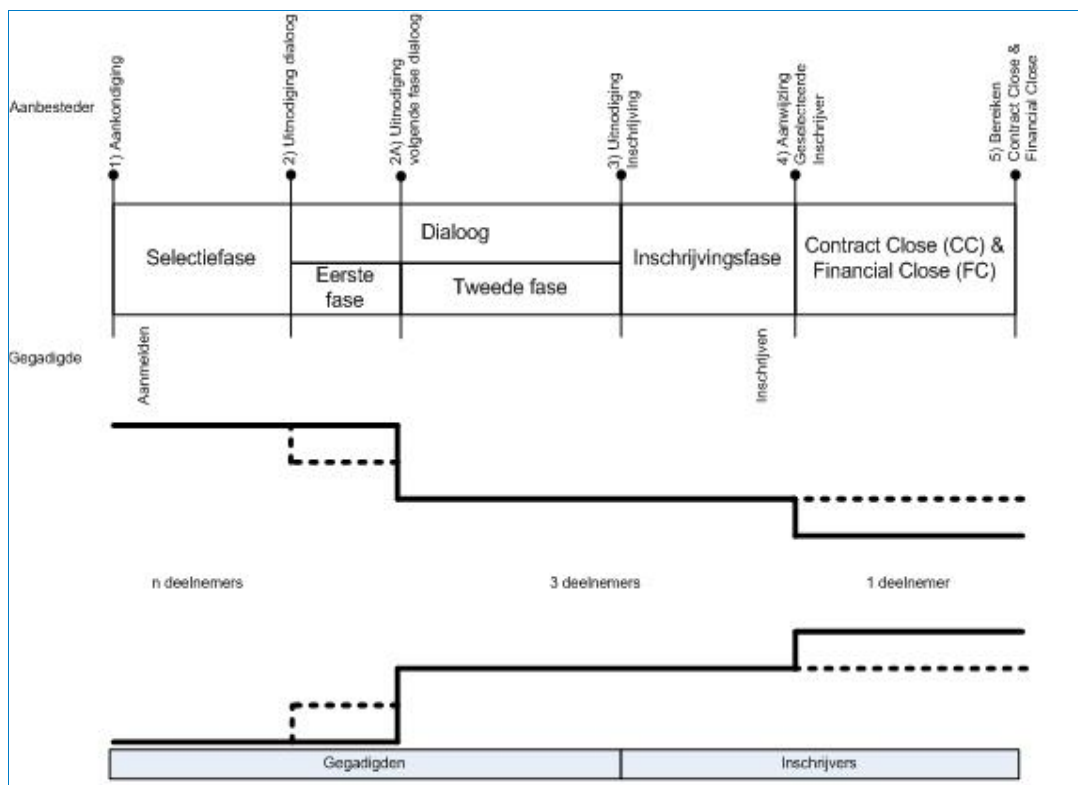 Aanbesteder
1) Aankondiging
2) Uitnodiging dialoog
2A) Uitnodiging
volgende fase dialoog
3) Uitnodiging
Inschrijving
4) Aanwijzing
Geselecteerde
Inschrijver
5) Bereiken
Contract Close &
Financial Close
Selectiefase
Dialoog
Eerste
fase
Tweede fase
Inschrijvingsfase
Contract Close (CC) &
Financial Close (FC)
Gegadigde
Aanmelden
Inschrijven
n deelnemers
3 deelnemers
1 deelnemer
Gegadigden
Inschrijvers